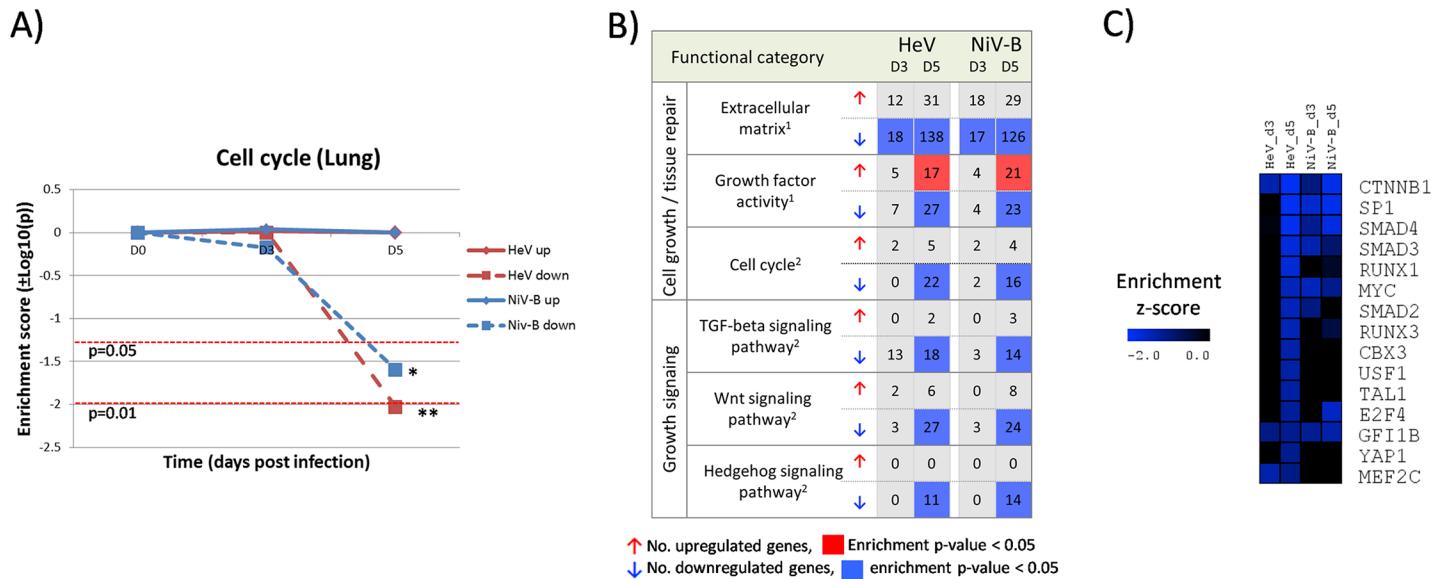 A)
Cell cycle (Lung)
Enrichment score (±Log10(p))
0.5
0
-0.5
-1
-1.5
-2
-2.5
D0
D3
D5
p=0.05
p=0.01
*
**
Time (days post infection)
HeV up
HeV down
NiV-B up
Niv-B down
B)
Functional category
HeV
NiV-B
D3 D5 D3 D5
Cell growth / tissue repair
Extracellular
matrix1
↑ 12 31 18 29
↓ 18 138 17 126
Growth factor
activity1
↑ 5 17 4 21
↓ 7 27 4 23
Cell cycle2
↑ 2 5 2 4
↓ 0 22 2 16
Growth signaing
TGF-beta signaling
pathway2
↑ 0 2 0 3
↓ 13 18 3 14
Wnt signaling
pathway2
↑ 2 6 0 8
↓ 3 27 3 24
Hedgehog signaling
pathway2
↑ 0 0 0 0
↓ 0 11 0 14
↑ No. upregulated genes, Enrichment p-value < 0.05
↓ No. downregulated genes, enrichment p-value < 0.05
C)
HeV_d3
HeV_d5
NiV-B_d3
NiV-B_d5
CTNNB1
SP1
SMAD4
SMAD3
RUNX1
MYC
SMAD2
RUNX3
CBX3
USF1
TAL1
E2F4
GFI1B
YAP1
MEF2C
Enrichment
z-score
-2.0 0.0